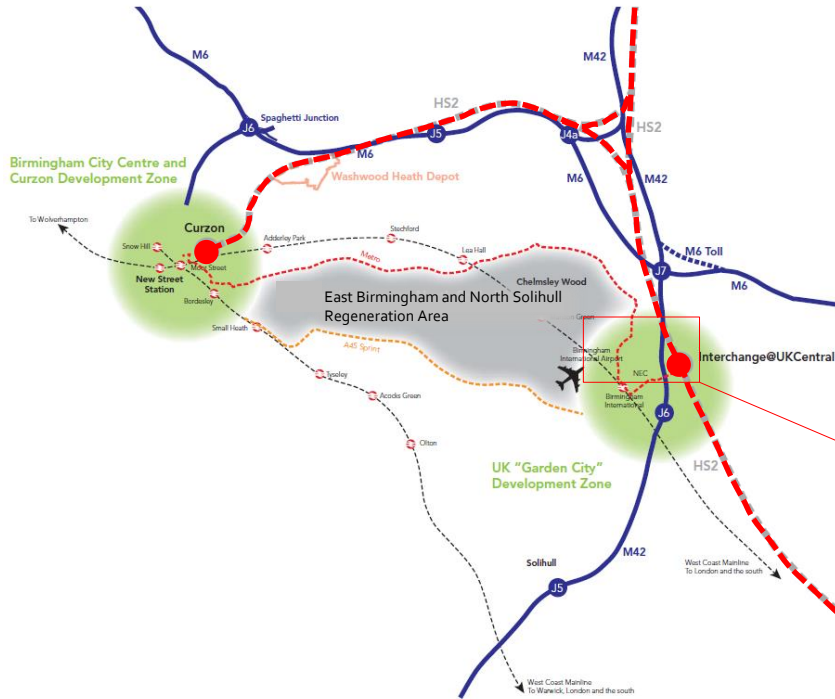 M6
M42
HS2
J6
Spaghetti Junction
M6
J5
J4a
HS2
Birmingham City Centre and
Curzon Development Zone
Washwood Heath Depot
M6
M42
To Wolverhampton
Curzon
Snow Hill
Adderley Park
Stechford
Lea Hall
M6 Toll
Moor Street
Metro
New Street
Station
Bordesley
Chelmsley Wood
J7
M6
East Birmingham and North Solihull
Regeneration Area
Green
Small Heath
A45 Sprint
Birmingham
International Airport
Interchange@UKCentral
NEC
Tyseley
Birmingham
International
Acocks Green
J6
Olton
UK "Garden City"
Development Zone
HS2
M42
Solihull
J5
West Coast Mainline
To London and the south
West Coast Mainline
To Warwick, London and the south